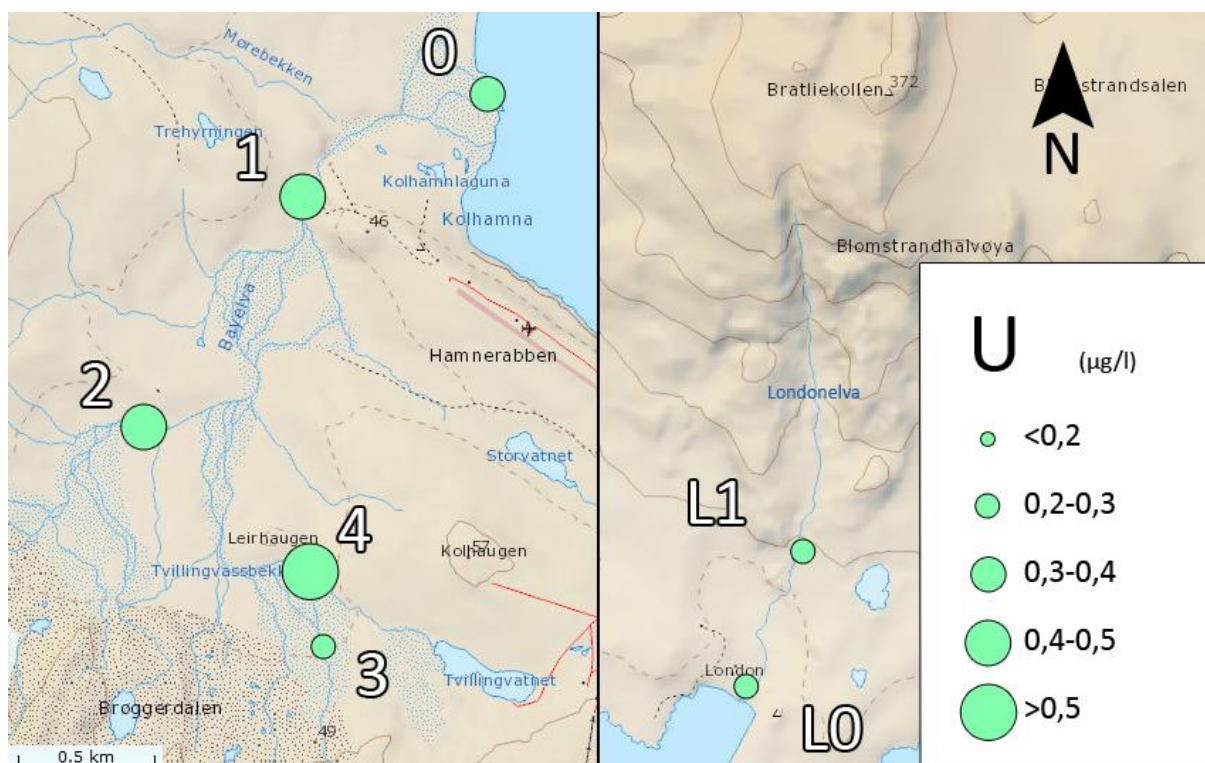 Mørebekken
0
Trehyrningen
1
Kolhamnlaguna
Kolhamna
46
Bayelva
Hamnerabben
2
Storvatnet
4
Leirhaugen
57
Kolhaugen
Tvillingvassbekk
3
Tvillingvatnet
Brøggerdalen
49
0.5 km
372
Bratliekollen
strandsalen
N
Blomstrandhalvøya
Londonelva
L1
London
L0
U (µg/l)
<0,2
0,2-0,3
0,3-0,4
0,4-0,5
>0,5